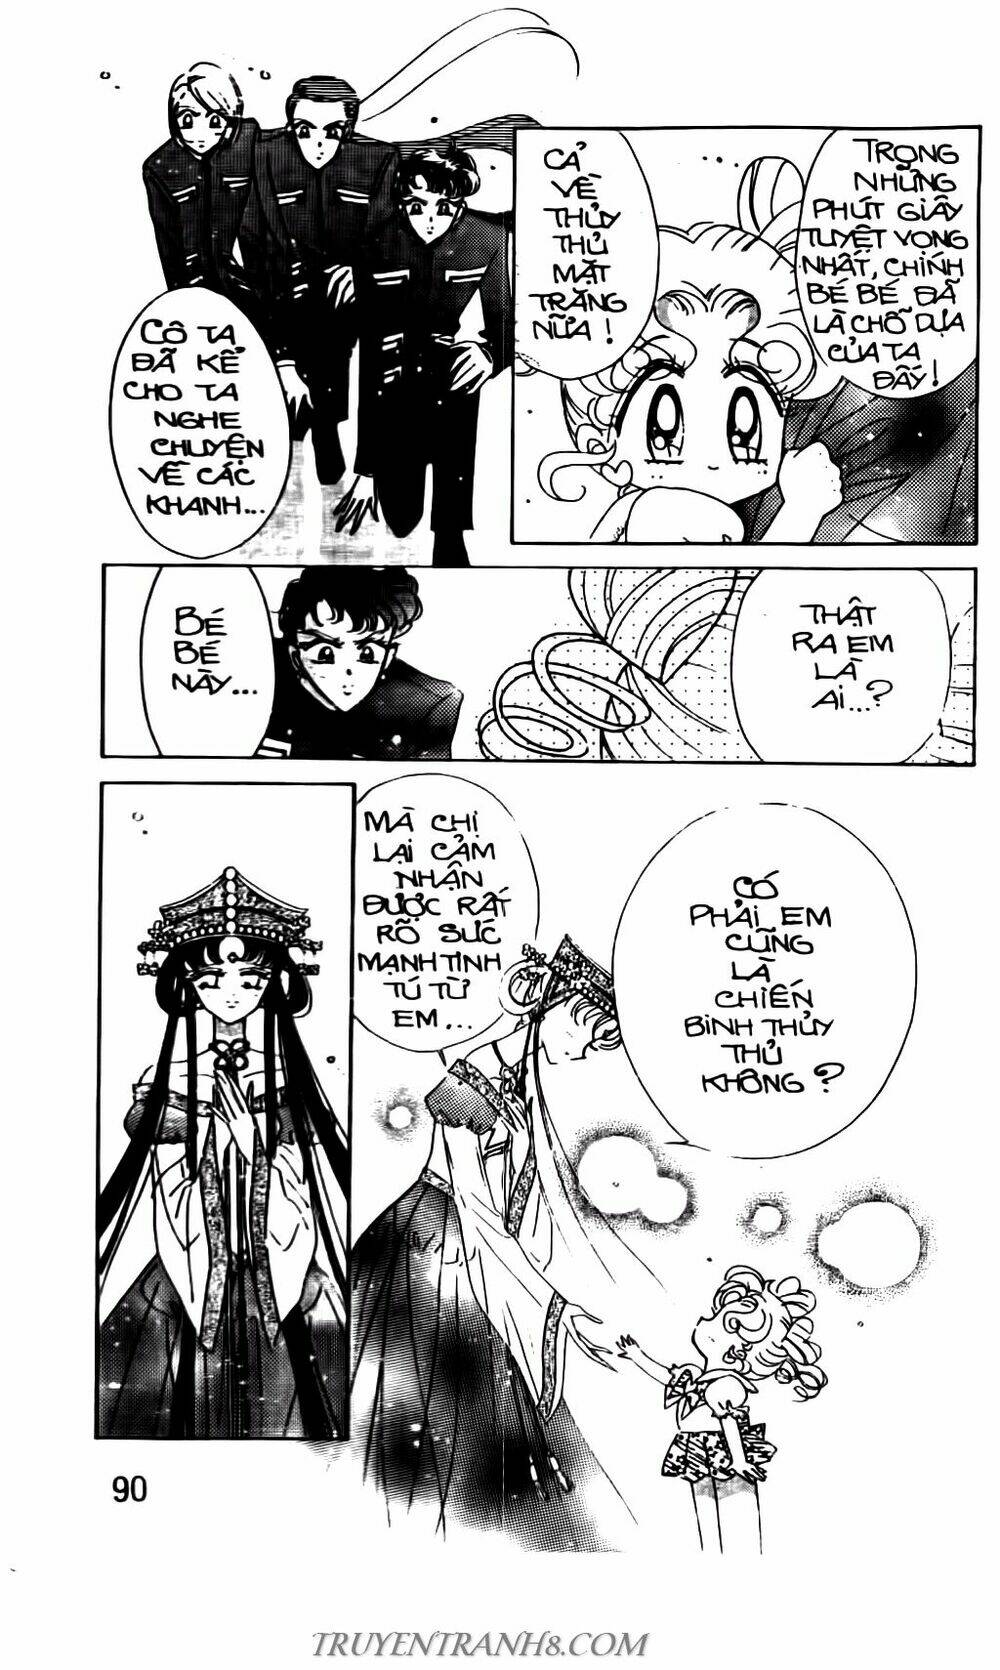 TRONG
NHỮNG
PHÚT GIÂY
TUYỆT VỌNG
NHẤT, CHÍNH
BÉ BÉ ĐÃ
LÀ CHỖ DỰA
CỦA TA
ĐẤY!
CẢ
VỀ
THỦY
THỦ
MẶT
TRĂNG
NỮA!
CÔ TA
ĐÃ KỂ
CHO TA
NGHE
CHUYỆN
VỀ CÁC
KHANH...
THẬT
RA EM
LÀ
AI...?
BÉ
BÉ
NÀY...
CÓ
PHẢI EM
CŨNG
LÀ
CHIẾN
BINH THỦY
THỦ
KHÔNG?
MÀ CHỊ
LẠI CẢM
NHẬN
ĐƯỢC RẤT
RÕ SỨC
MẠNH TINH
TÚ TỪ
EM...
90
TRUYENTRANH8.COM